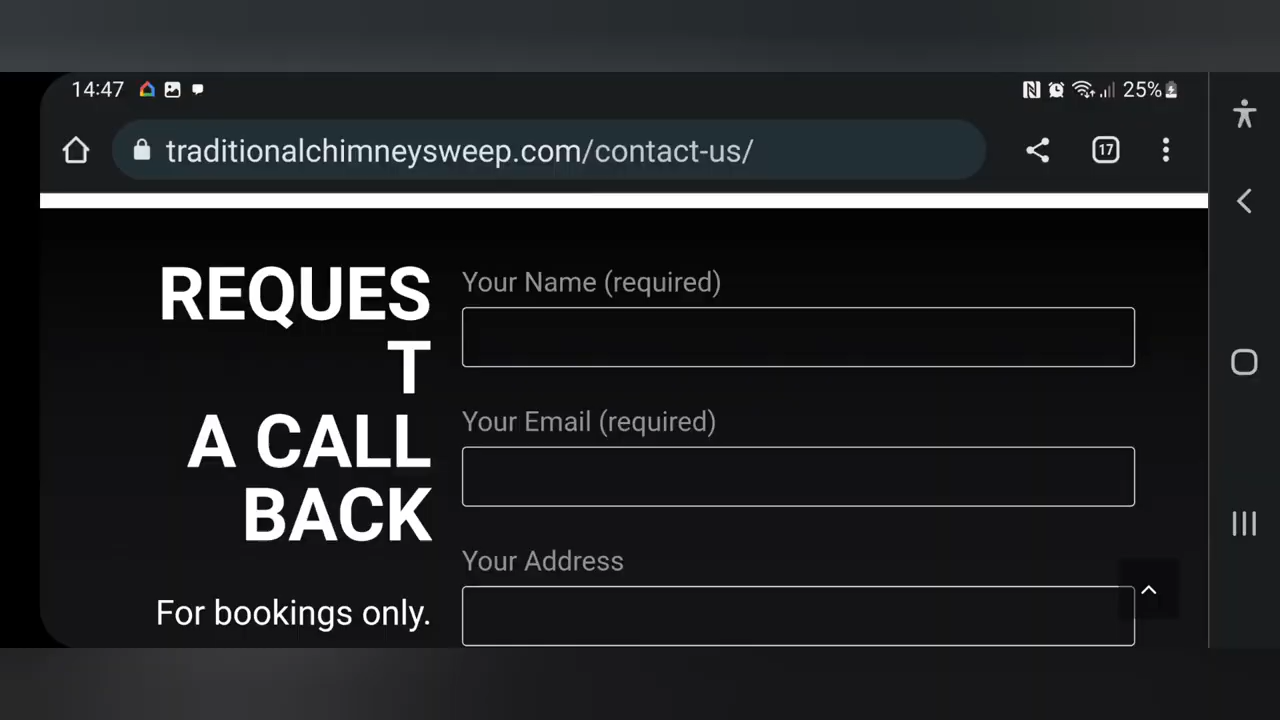 14:47
25%
traditionalchimneysweep.com/contact-us/
17
REQUES
T
A CALL
BACK
For bookings only.
Your Name (required)
Your Email (required)
Your Address